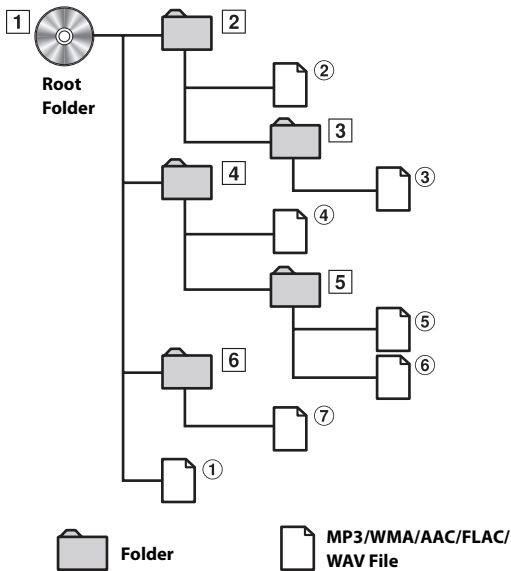 1
2
Root
Folder
②
3
4
③
④
5
⑤
6
⑥
⑦
①
Folder
MP3/WMA/AAC/FLAC/
WAV File